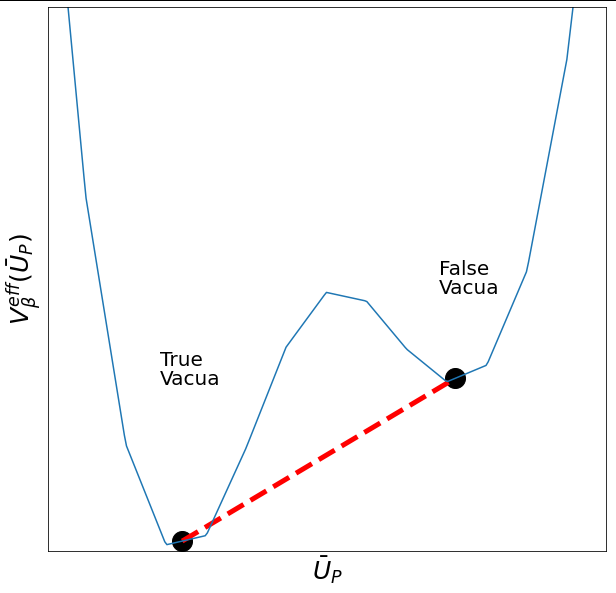 False
Vacua
True
Vacua
$V_{\beta}^{eff}(\bar{U}_P)$
$\bar{U}_P$